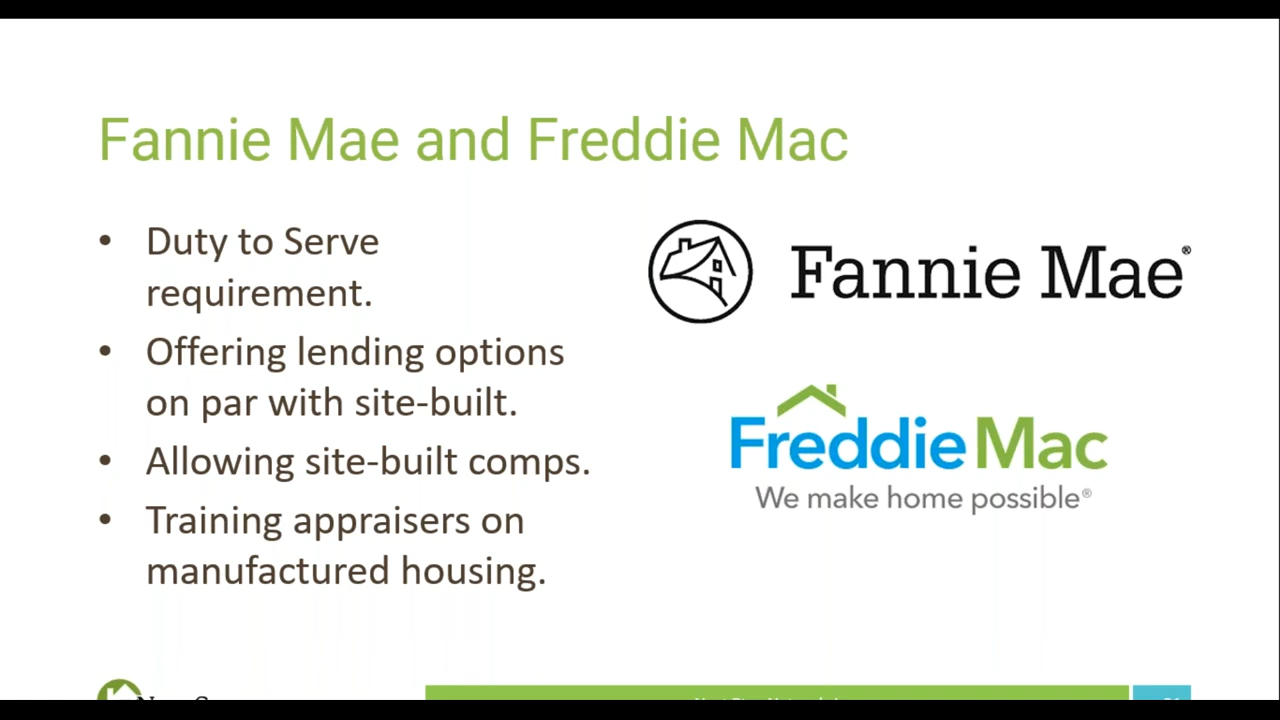 Fannie Mae and Freddie Mac
• Duty to Serve
requirement.
• Offering lending options
on par with site-built.
• Allowing site-built comps.
• Training appraisers on
manufactured housing.
Fannie Mae®
Freddie Mac
We make home possible®